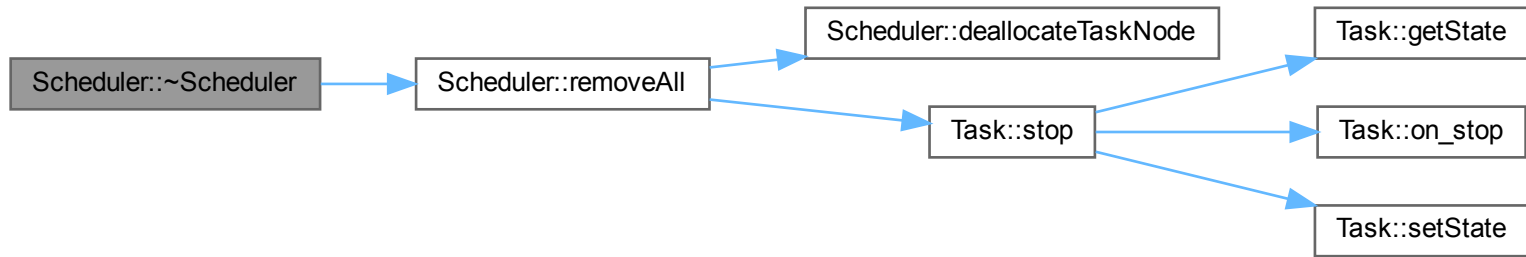 Scheduler::~Scheduler
Scheduler::removeAll
Scheduler::deallocateTaskNode
Task::stop
Task::getState
Task::on_stop
Task::setState